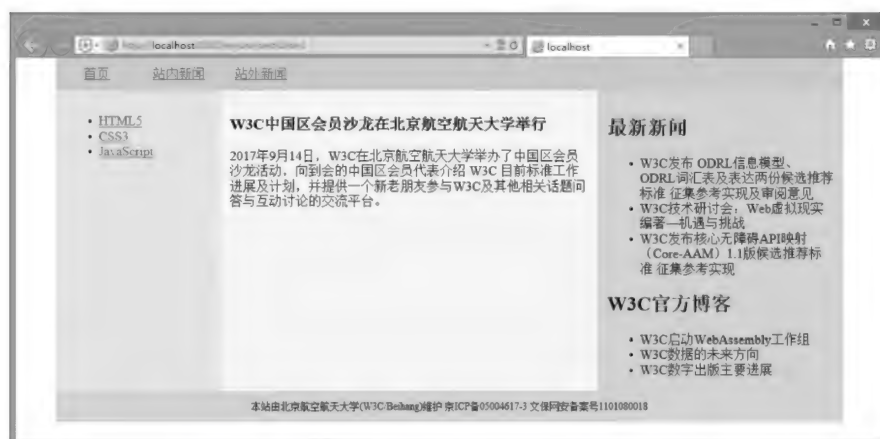 localhost
localhost
首页 站内新闻 站外新闻
• HTML5
• CSS3
• JavaScript
W3C中国区会员沙龙在北京航空航天大学举行
2017年9月14日，W3C在北京航空航天大学举办了中国区会员
沙龙活动，向到会的中国区会员代表介绍 W3C 目前标准工作
进展及计划，并提供一个新老朋友参与W3C及其他相关话题问
答与互动讨论的交流平台。
最新新闻
• W3C发布 ODRL信息模型、
ODRL词汇表及表达两份候选推荐
标准 征集参考实现及审阅意见
• W3C技术研讨会：Web虚拟现实
编著—机遇与挑战
• W3C发布核心无障碍API映射
（Core-AAM）1.1版候选推荐标
准 征集参考实现
W3C官方博客
• W3C启动WebAssembly工作组
• W3C数据的未来方向
• W3C数字出版主要进展
本站由北京航空航天大学(W3C/Beihang)维护 京ICP备05004617-3 文保网安备案号1101080018